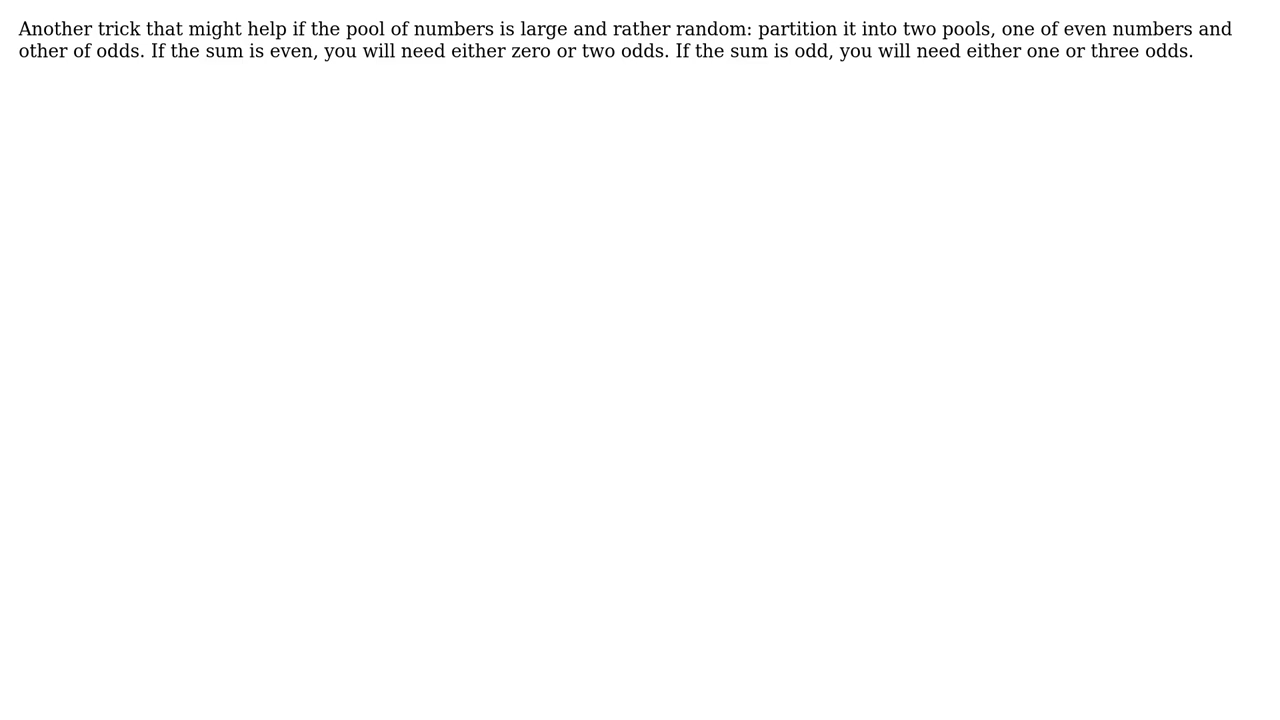 Another trick that might help if the pool of numbers is large and rather random: partition it into two pools, one of even numbers and
other of odds. If the sum is even, you will need either zero or two odds. If the sum is odd, you will need either one or three odds.